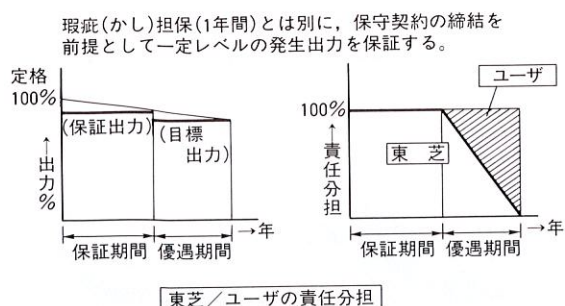 瑕疵(かし)担保(1年間)とは別に,保守契約の締結を
前提として一定レベルの発生出力を保証する。
定格
100%
(保証出力)
(目標
出力)
↑出力%
→年
保証期間
優遇期間
ユーザ
100%
東芝
↑責任分担
→年
保証期間
優遇期間
東芝/ユーザの責任分担